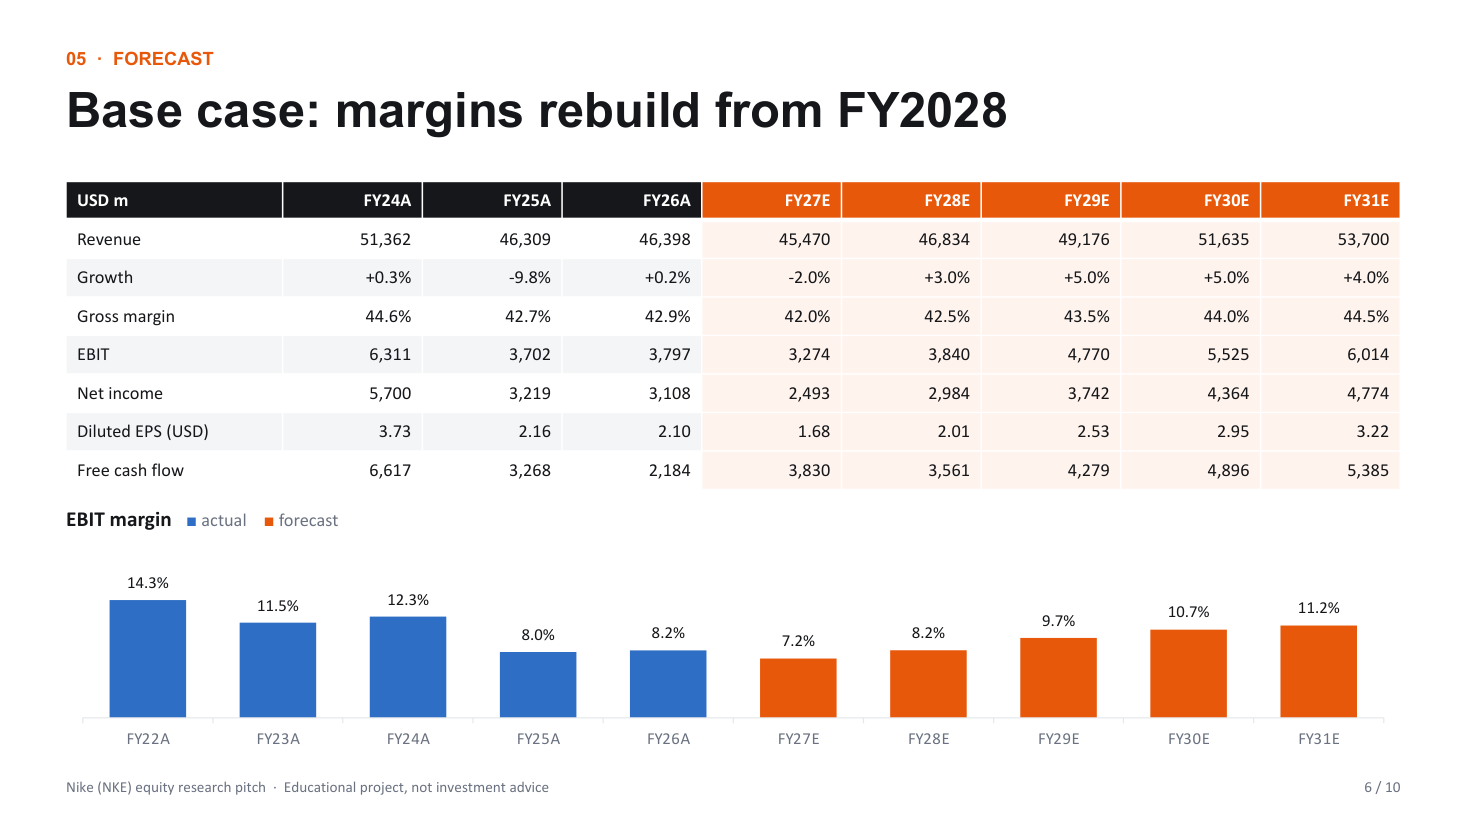 05 · FORECAST
Base case: margins rebuild from FY2028
USD m FY24A FY25A FY26A FY27E FY28E FY29E FY30E FY31E
Revenue 51,362 46,309 46,398 45,470 46,834 49,176 51,635 53,700
Growth +0.3% -9.8% +0.2% -2.0% +3.0% +5.0% +5.0% +4.0%
Gross margin 44.6% 42.7% 42.9% 42.0% 42.5% 43.5% 44.0% 44.5%
EBIT 6,311 3,702 3,797 3,274 3,840 4,770 5,525 6,014
Net income 5,700 3,219 3,108 2,493 2,984 3,742 4,364 4,774
Diluted EPS (USD) 3.73 2.16 2.10 1.68 2.01 2.53 2.95 3.22
Free cash flow 6,617 3,268 2,184 3,830 3,561 4,279 4,896 5,385
EBIT margin actual forecast
14.3% 11.5% 12.3% 8.0% 8.2% 7.2% 8.2% 9.7% 10.7% 11.2%
FY22A FY23A FY24A FY25A FY26A FY27E FY28E FY29E FY30E FY31E
Nike (NKE) equity research pitch · Educational project, not investment advice 6 / 10